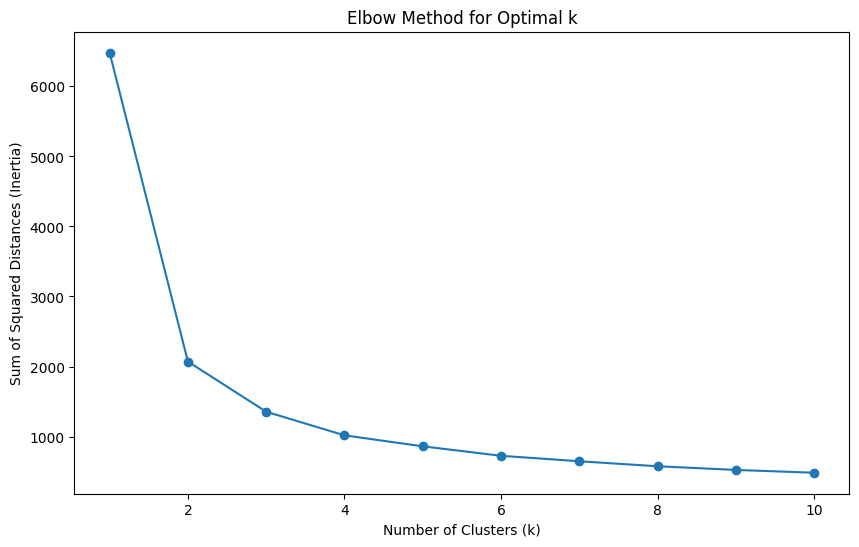 Elbow Method for Optimal k
6000
5000
4000
3000
2000
1000
Sum of Squared Distances (Inertia)
2 4 6 8 10
Number of Clusters (k)